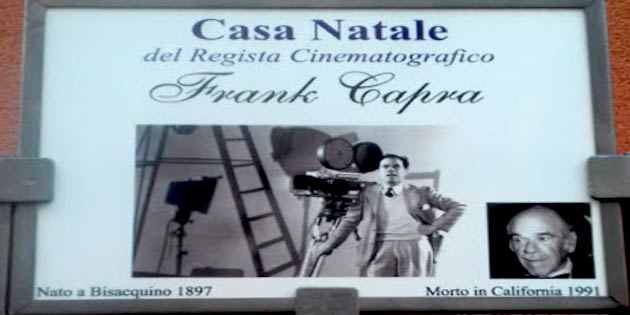 Casa Natale
del Regista Cinematografico
Frank Capra
Nato a Bisacquino 1897
Morto in California 1991